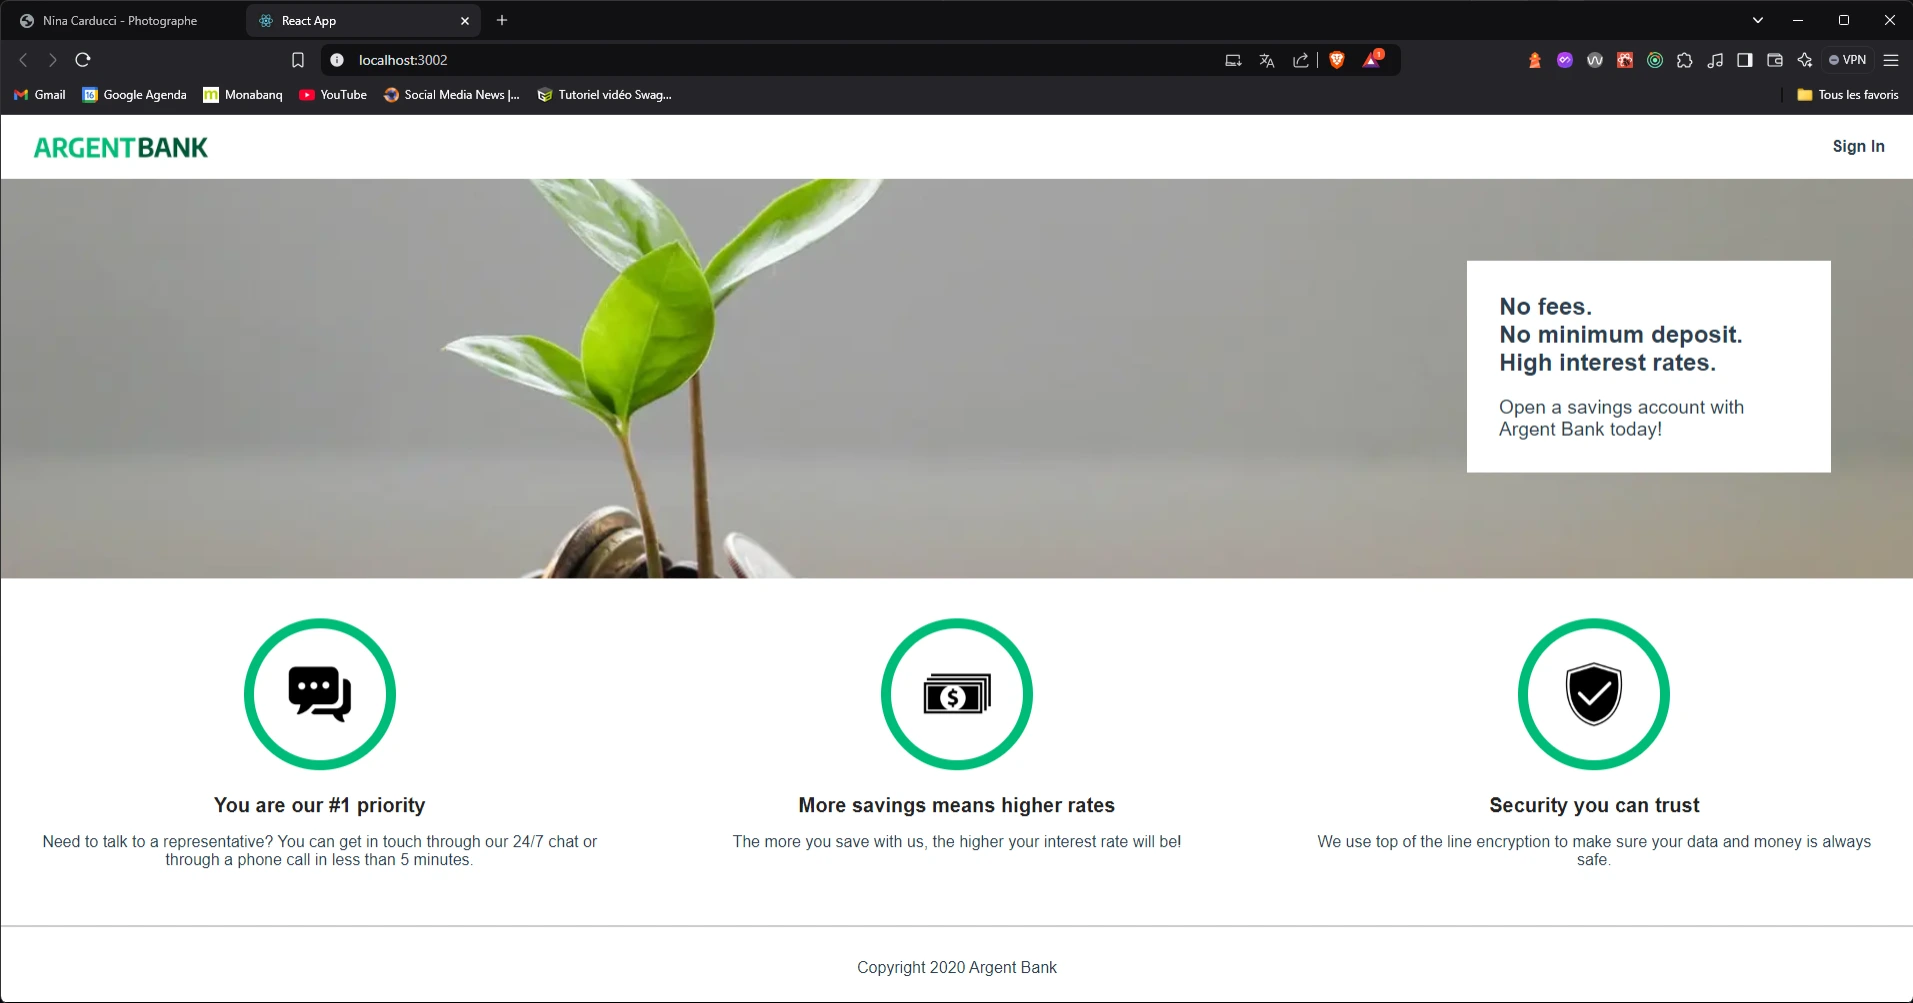 Nina Carducci - Photographe
React App
localhost:3002
1
VPN
Gmail
16
Google Agenda
m
Monabanq
YouTube
Social Media News |...
Tutoriel vidéo Swag...
Tous les favoris
ARGENTBANK
Sign In
No fees.
No minimum deposit.
High interest rates.
Open a savings account with
Argent Bank today!
$
You are our #1 priority
Need to talk to a representative? You can get in touch through our 24/7 chat or
through a phone call in less than 5 minutes.
More savings means higher rates
The more you save with us, the higher your interest rate will be!
Security you can trust
We use top of the line encryption to make sure your data and money is always
safe.
Copyright 2020 Argent Bank